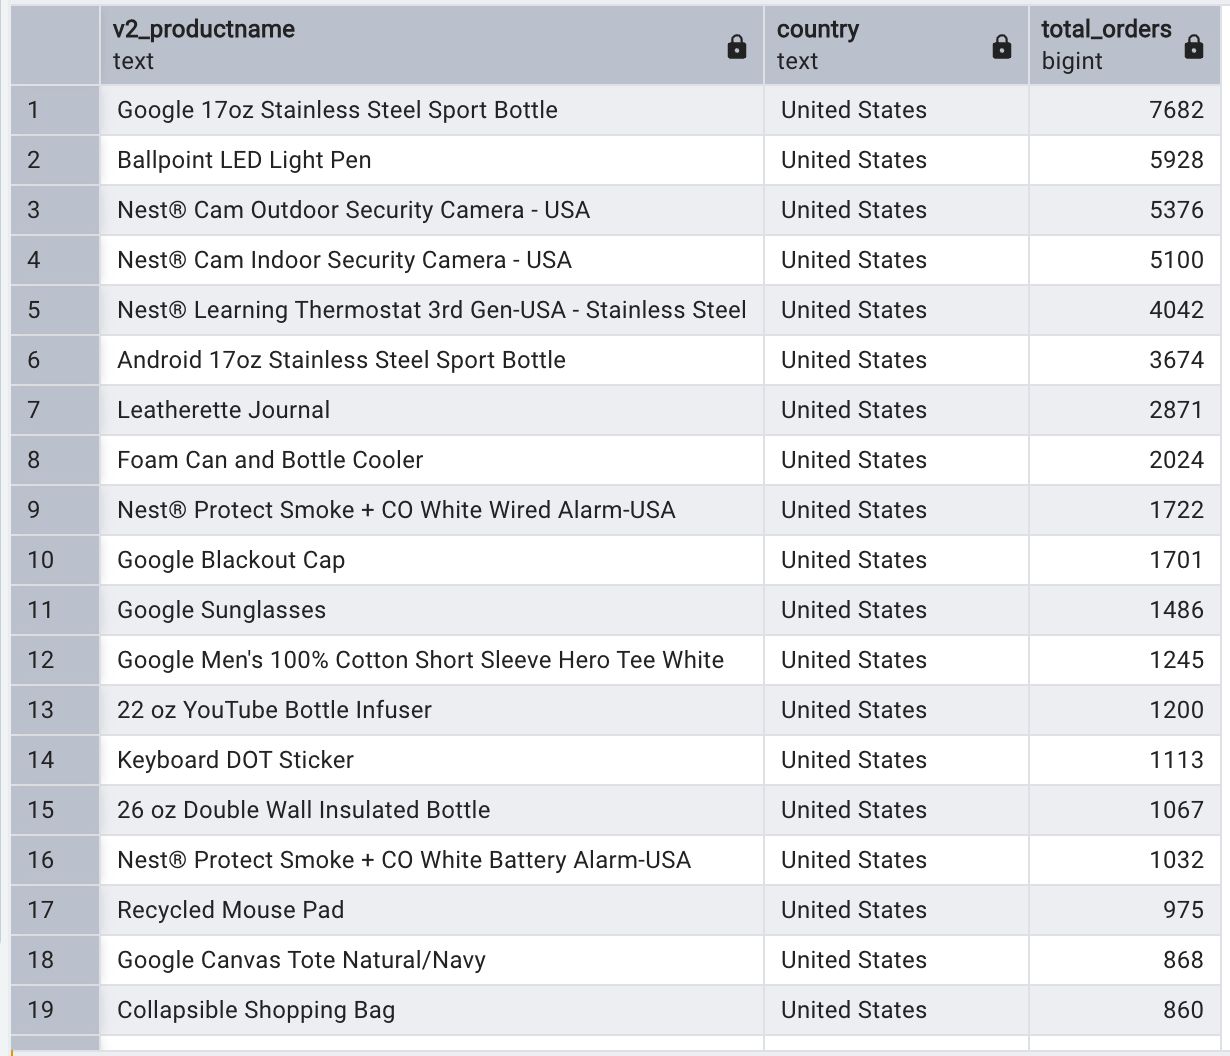 v2_productname country total_orders
text text bigint
1 Google 17oz Stainless Steel Sport Bottle United States 7682
2 Ballpoint LED Light Pen United States 5928
3 Nest® Cam Outdoor Security Camera - USA United States 5376
4 Nest® Cam Indoor Security Camera - USA United States 5100
5 Nest® Learning Thermostat 3rd Gen-USA - Stainless Steel United States 4042
6 Android 17oz Stainless Steel Sport Bottle United States 3674
7 Leatherette Journal United States 2871
8 Foam Can and Bottle Cooler United States 2024
9 Nest® Protect Smoke + CO White Wired Alarm-USA United States 1722
10 Google Blackout Cap United States 1701
11 Google Sunglasses United States 1486
12 Google Men's 100% Cotton Short Sleeve Hero Tee White United States 1245
13 22 oz YouTube Bottle Infuser United States 1200
14 Keyboard DOT Sticker United States 1113
15 26 oz Double Wall Insulated Bottle United States 1067
16 Nest® Protect Smoke + CO White Battery Alarm-USA United States 1032
17 Recycled Mouse Pad United States 975
18 Google Canvas Tote Natural/Navy United States 868
19 Collapsible Shopping Bag United States 860